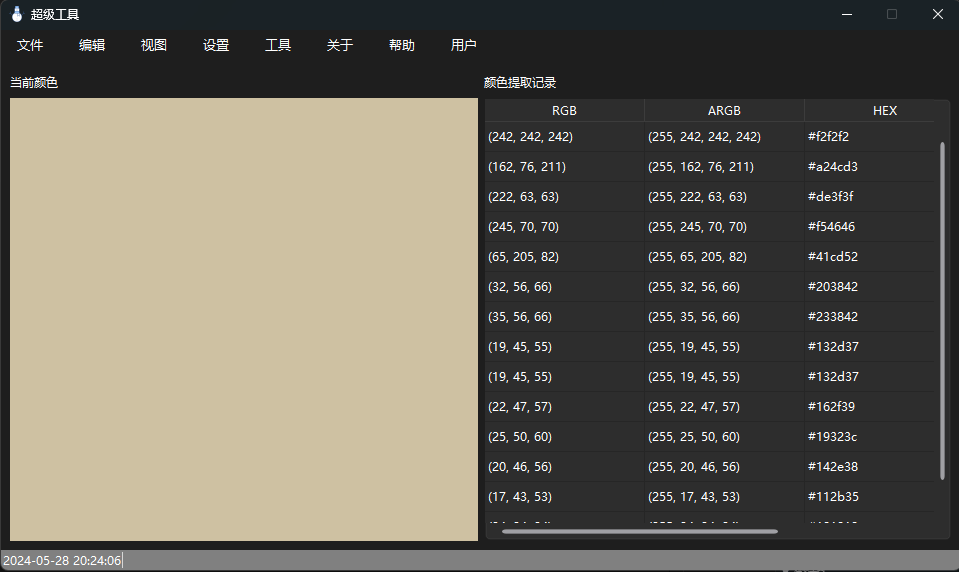 超级工具
文件 编辑 视图 设置 工具 关于 帮助 用户
当前颜色 颜色提取记录
RGB ARGB HEX
(242, 242, 242) (255, 242, 242, 242) #f2f2f2
(162, 76, 211) (255, 162, 76, 211) #a24cd3
(222, 63, 63) (255, 222, 63, 63) #de3f3f
(245, 70, 70) (255, 245, 70, 70) #f54646
(65, 205, 82) (255, 65, 205, 82) #41cd52
(32, 56, 66) (255, 32, 56, 66) #203842
(35, 56, 66) (255, 35, 56, 66) #233842
(19, 45, 55) (255, 19, 45, 55) #132d37
(19, 45, 55) (255, 19, 45, 55) #132d37
(22, 47, 57) (255, 22, 47, 57) #162f39
(25, 50, 60) (255, 25, 50, 60) #19323c
(20, 46, 56) (255, 20, 46, 56) #142e38
(17, 43, 53) (255, 17, 43, 53) #112b35
2024-05-28 20:24:06